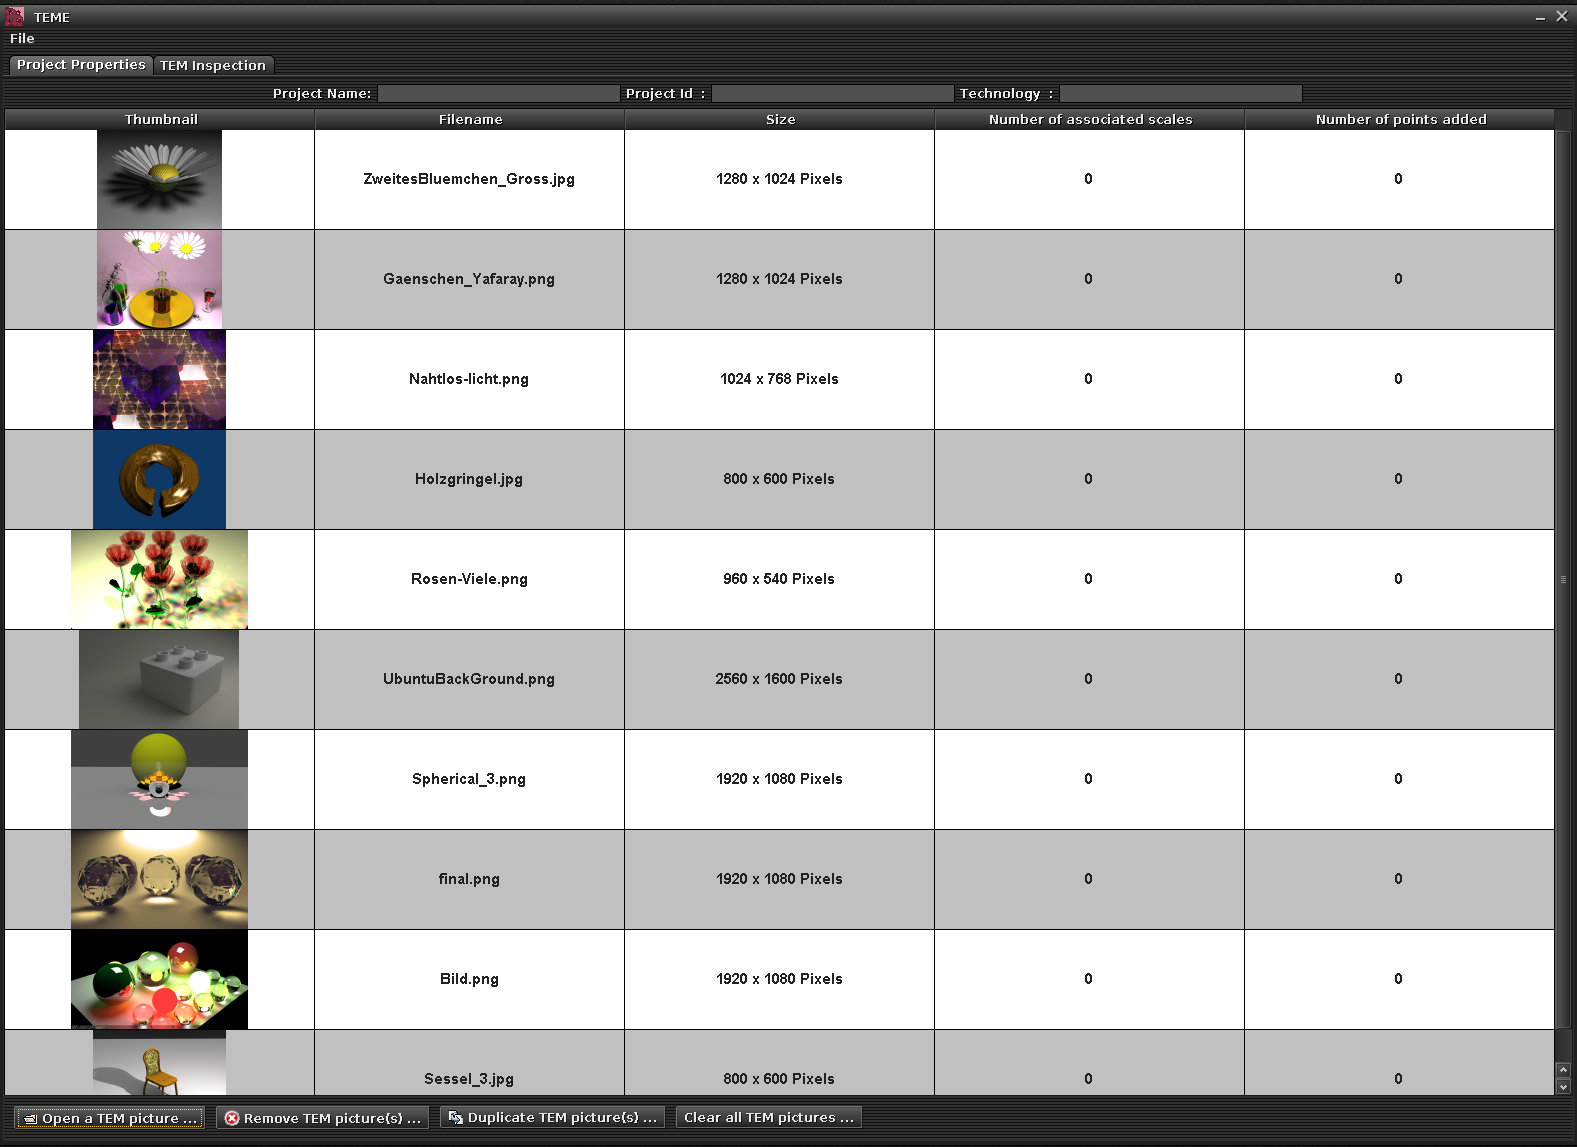 TEME
File
Project Properties TEM Inspection
Project Name: Project Id : Technology :
Thumbnail Filename Size Number of associated scales Number of points added
ZweitesBluemchen_Gross.jpg 1280 x 1024 Pixels 0 0
Gaenschen_Yafaray.png 1280 x 1024 Pixels 0 0
Nahtlos-licht.png 1024 x 768 Pixels 0 0
Holzgringel.jpg 800 x 600 Pixels 0 0
Rosen-Viele.png 960 x 540 Pixels 0 0
UbuntuBackGround.png 2560 x 1600 Pixels 0 0
Spherical_3.png 1920 x 1080 Pixels 0 0
final.png 1920 x 1080 Pixels 0 0
Bild.png 1920 x 1080 Pixels 0 0
Sessel_3.jpg 800 x 600 Pixels 0 0
Open a TEM picture ... Remove TEM picture(s) ... Duplicate TEM picture(s) ... Clear all TEM pictures ...